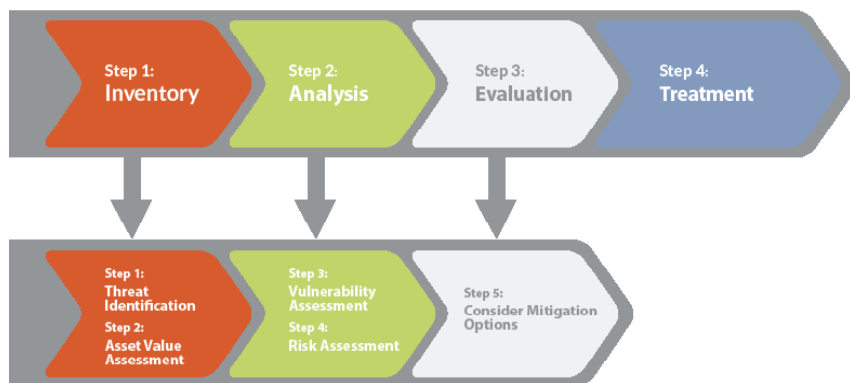 Step 1:
Inventory
Step 2:
Analysis
Step 3:
Evaluation
Step 4:
Treatment
Step 1:
Threat
Identification
Step 2:
Asset Value
Assessment
Step 3:
Vulnerability
Assessment
Step 4:
Risk Assessment
Step 5:
Consider Mitigation
Options